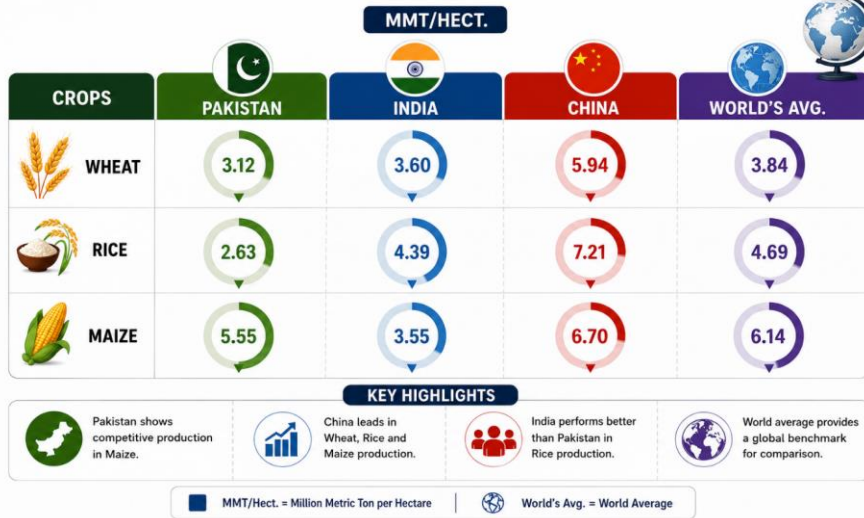 MMT/HECT.
CROPS PAKISTAN INDIA CHINA WORLD'S AVG.
WHEAT 3.12 3.60 5.94 3.84
RICE 2.63 4.39 7.21 4.69
MAIZE 5.55 3.55 6.70 6.14
KEY HIGHLIGHTS
Pakistan shows
competitive production
in Maize.
China leads in
Wheat, Rice and
Maize production.
India performs better
than Pakistan in
Rice production.
World average provides
a global benchmark
for comparison.
MMT/Hect. = Million Metric Ton per Hectare World's Avg. = World Average